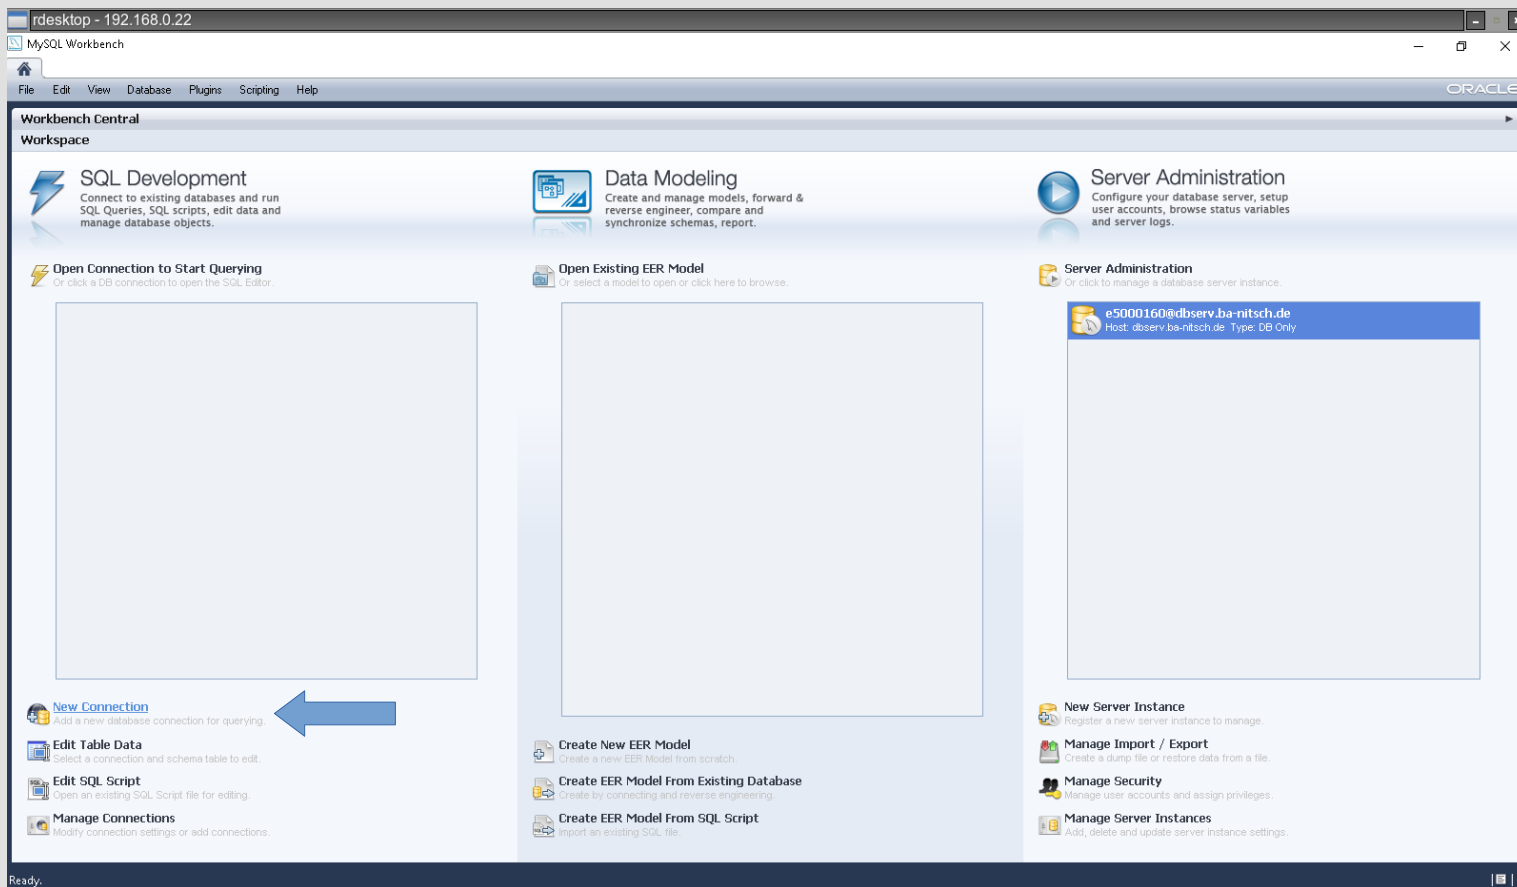 rdesktop - 192.168.0.22
MySQL Workbench
File Edit View Database Plugins Scripting Help
ORACLE
Workbench Central
Workspace
SQL Development
Connect to existing databases and run
SQL Queries, SQL scripts, edit data and
manage database objects.
Open Connection to Start Querying
Or click a DB connection to open the SQL Editor.
New Connection
Add a new database connection for querying.
Edit Table Data
Select a connection and schema table to edit.
Edit SQL Script
Open an existing SQL Script file for editing.
Manage Connections
Modify connection settings or add connections.
Data Modeling
Create and manage models, forward &
reverse engineer, compare and
synchronize schemas, report.
Open Existing EER Model
Or select a model to open or click here to browse.
Create New EER Model
Create a new EER Model from scratch.
Create EER Model From Existing Database
Create by connecting and reverse engineering.
Create EER Model From SQL Script
Import an existing SQL file.
Server Administration
Configure your database server, setup
user accounts, browse status variables
and server logs.
Server Administration
Or click to manage a database server instance.
e5000160@dbserv.ba-nitsch.de
Host: dbserv.ba-nitsch.de Type: DB Only
New Server Instance
Register a new server instance to manage.
Manage Import / Export
Create a dump file or restore data from a file.
Manage Security
Manage user accounts and assign privileges.
Manage Server Instances
Add, delete and update server instance settings.
Ready.